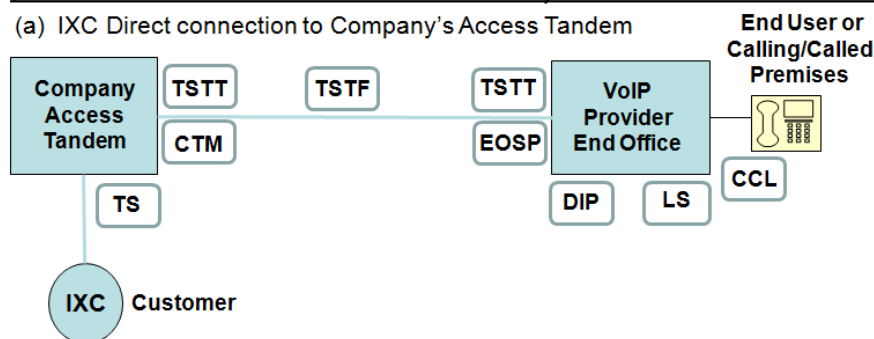 (a) IXC Direct connection to Company's Access Tandem
End User or
Calling/Called
Premises
Company
Access
Tandem
TSTT
TSTF
TSTT
VoIP
Provider
End Office
CTM
EOSP
TS
DIP
LS
CCL
IXC
Customer